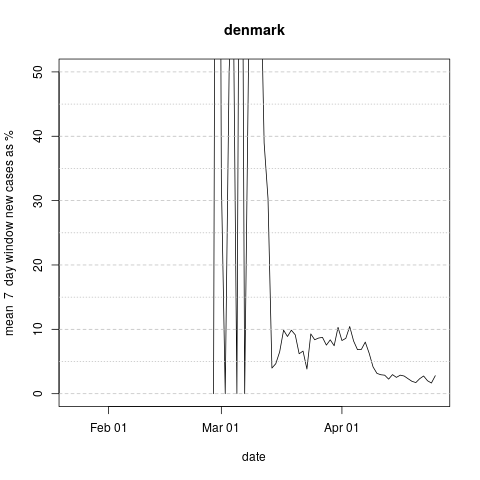 denmark
mean 7 day window new cases as %
50
40
30
20
10
0
Feb 01
Mar 01
Apr 01
date